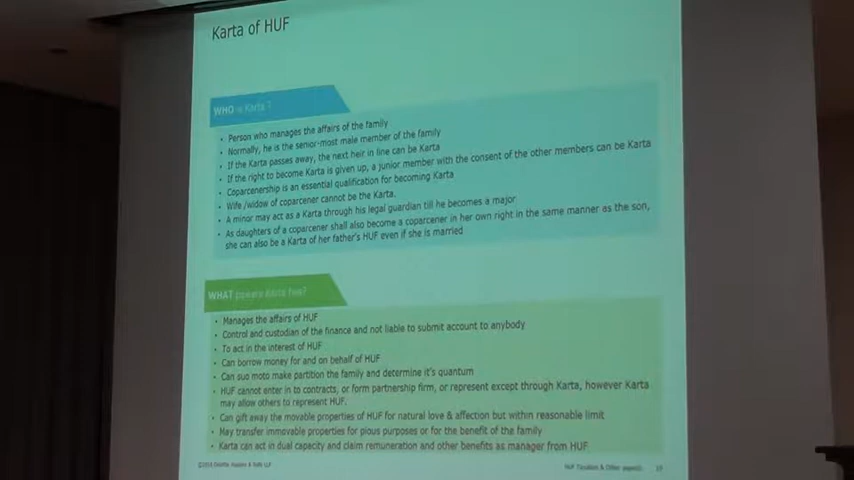 Karta of HUF
WHO is Karta?
• Person who manages the affairs of the family
• Normally, he is the senior-most male member of the family
• If the Karta passes away, the next heir in line can be Karta
• If the right to become Karta is given up, a junior member with the consent of the other members can be Karta
• Coparcenership is an essential qualification for becoming Karta
• Wife /widow of coparcener cannot be the Karta.
• A minor may act as a Karta through his legal guardian till he becomes a major
• As daughters of a coparcener shall also become a coparcener in her own right in the same manner as the son,
she can also be a Karta of her father's HUF even if she is married
WHAT powers Karta has?
• Manages the affairs of HUF
• Control and custodian of the finance and not liable to submit account to anybody
• To act in the interest of HUF
• Can borrow money for and on behalf of HUF
• Can suo moto make partition the family and determine it's quantum
• HUF cannot enter in to contracts, or form partnership firm, or represent except through Karta, however Karta
may allow others to represent HUF.
• Can gift away the movable properties of HUF for natural love & affection but within reasonable limit
• May transfer immovable properties for pious purposes or for the benefit of the family
• Karta can act in dual capacity and claim remuneration and other benefits as manager from HUF
Deloitte Haskins & Sells LLP
HUF Taxation & Other aspects